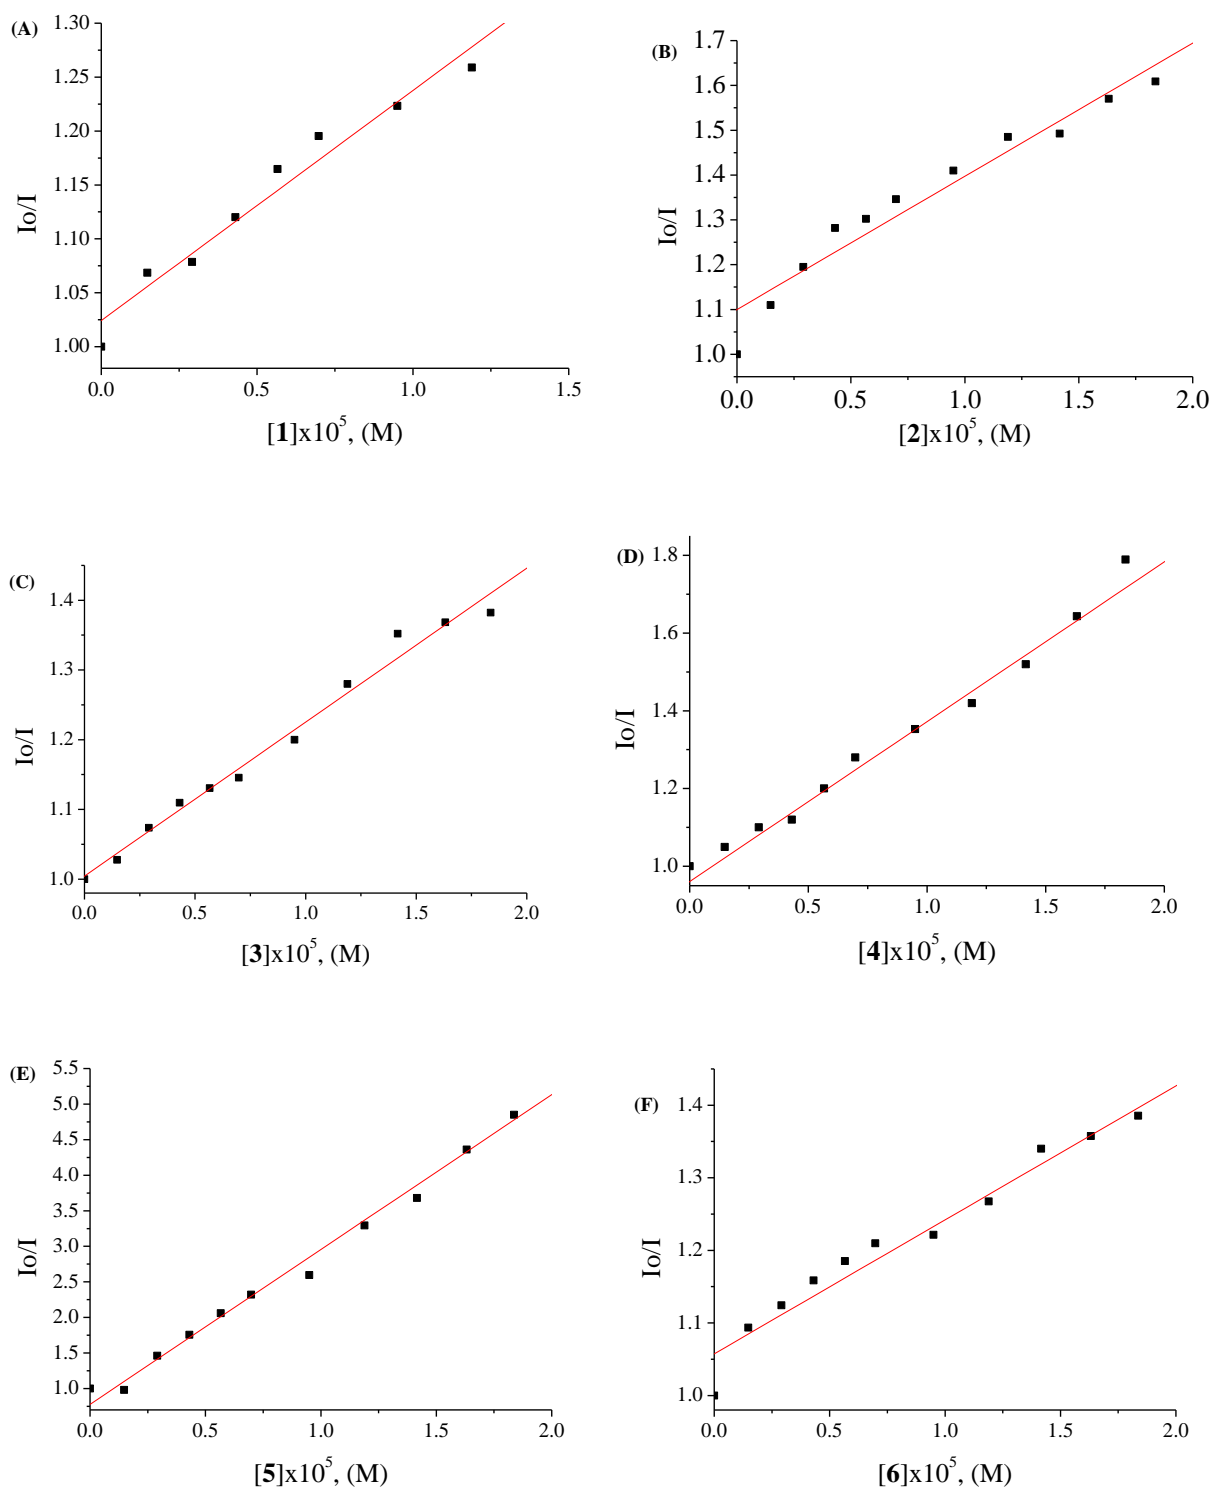 (A)
1.30
1.25
1.20
1.15
1.10
1.05
1.00
Io/I
0.0 0.5 1.0 1.5
[1]x10^5, (M)
(B)
1.7
1.6
1.5
1.4
1.3
1.2
1.1
1.0
Io/I
0.0 0.5 1.0 1.5 2.0
[2]x10^5, (M)
(C)
1.4
1.3
1.2
1.1
1.0
Io/I
0.0 0.5 1.0 1.5 2.0
[3]x10^5, (M)
(D)
1.8
1.6
1.4
1.2
1.0
Io/I
0.0 0.5 1.0 1.5 2.0
[4]x10^5, (M)
(E)
5.5
5.0
4.5
4.0
3.5
3.0
2.5
2.0
1.5
1.0
Io/I
0.0 0.5 1.0 1.5 2.0
[5]x10^5, (M)
(F)
1.4
1.3
1.2
1.1
1.0
Io/I
0.0 0.5 1.0 1.5 2.0
[6]x10^5, (M)